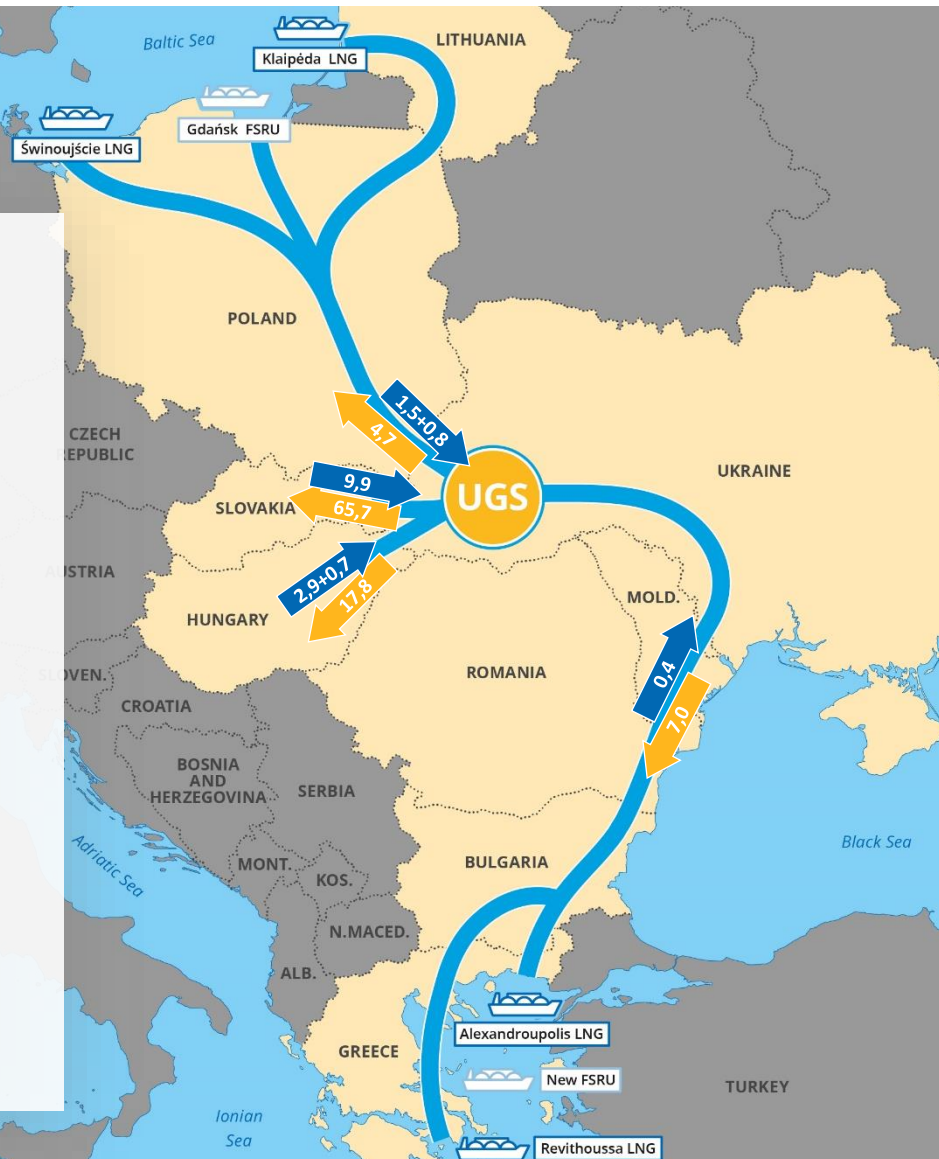 Baltic Sea
LITHUANIA
Klaipėda LNG
Gdańsk FSRU
Świnoujście LNG
POLAND
1,5+0,8
4,7
CZECH
REPUBLIC
9,9
65,7
SLOVAKIA
UGS
UKRAINE
AUSTRIA
2,9+0,7
17,8
HUNGARY
MOLD.
ROMANIA
0,4
7,0
SLOVEN.
CROATIA
BOSNIA
AND
HERZEGOVINA
SERBIA
Adriatic Sea
MONT.
KOS.
BULGARIA
Black Sea
N.MACED.
ALB.
Alexandroupolis LNG
GREECE
New FSRU
TURKEY
Ionian
Sea
Revithoussa LNG